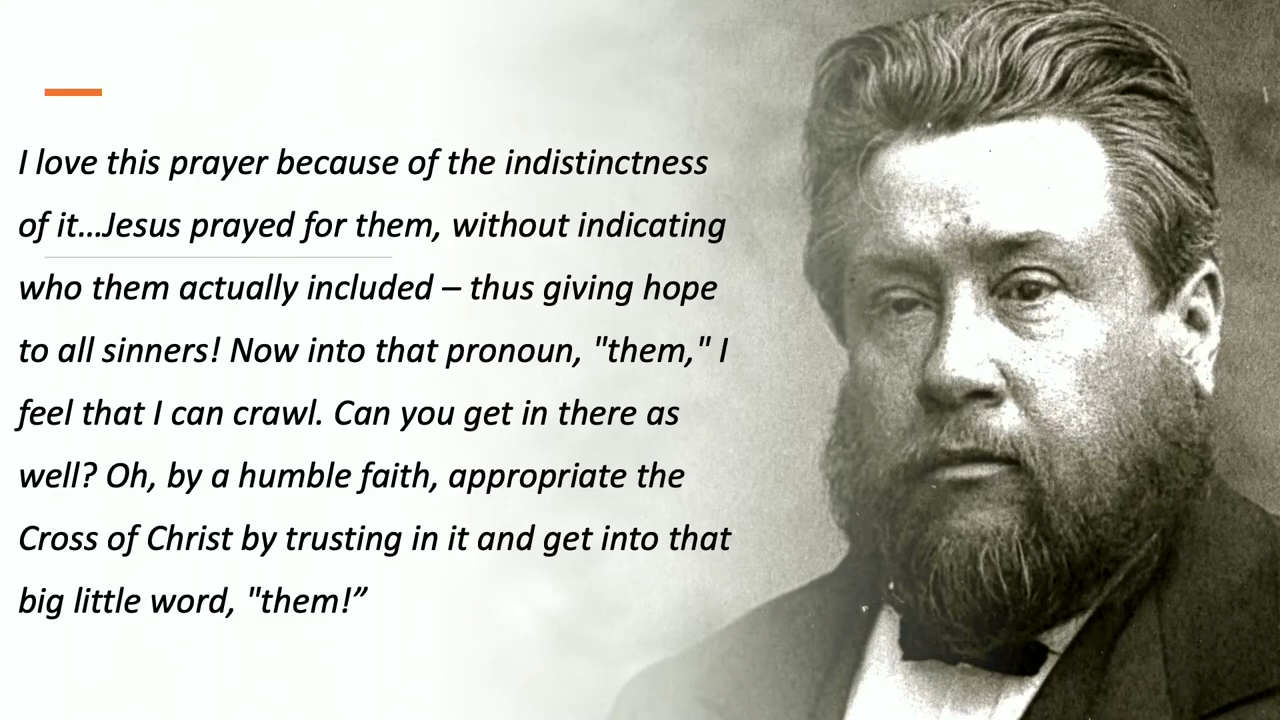 I love this prayer because of the indistinctness
of it...Jesus prayed for them, without indicating
who them actually included – thus giving hope
to all sinners! Now into that pronoun, "them," I
feel that I can crawl. Can you get in there as
well? Oh, by a humble faith, appropriate the
Cross of Christ by trusting in it and get into that
big little word, "them!”